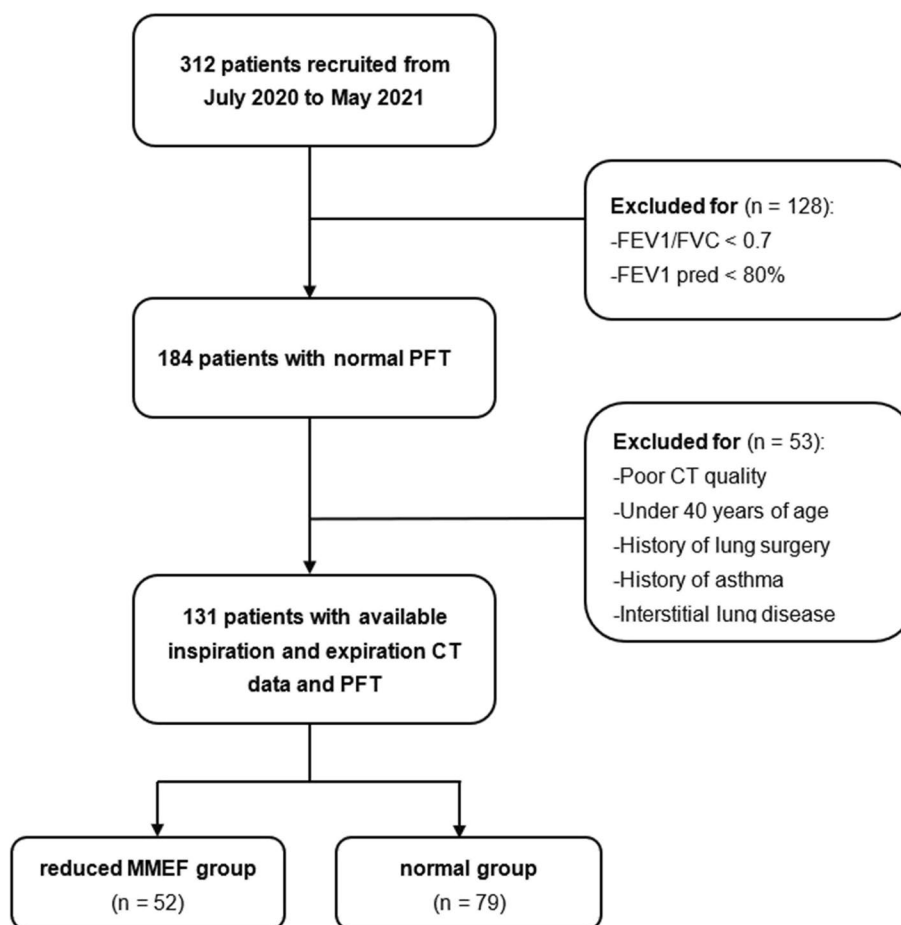 312 patients recruited from
July 2020 to May 2021
Excluded for (n = 128):
-FEV1/FVC < 0.7
-FEV1 pred < 80%
184 patients with normal PFT
Excluded for (n = 53):
-Poor CT quality
-Under 40 years of age
-History of lung surgery
-History of asthma
-Interstitial lung disease
131 patients with available
inspiration and expiration CT
data and PFT
reduced MMEF group
(n = 52)
normal group
(n = 79)